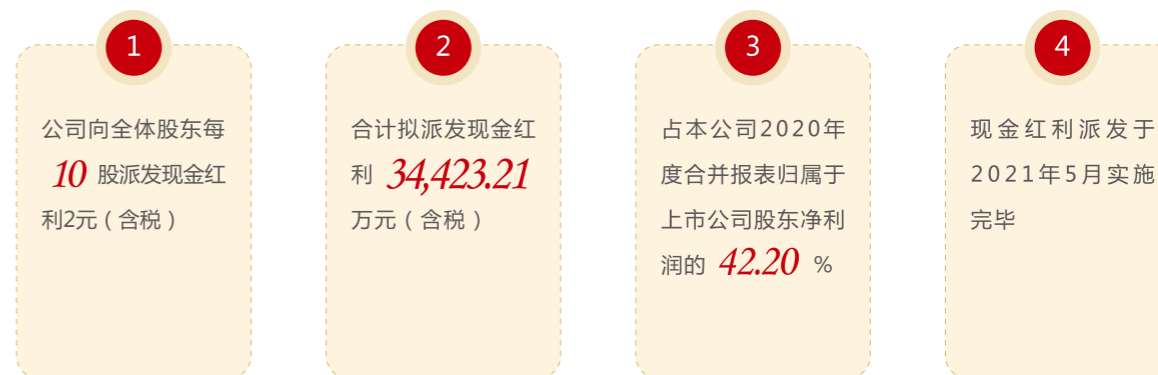 1
公司向全体股东每
10 股派发现金红
利2元（含税）
2
合计拟派发现金红
利 34,423.21
万元（含税）
3
占本公司2020年
度合并报表归属于
上市公司股东净利
润的 42.20 %
4
现金红利派发于
2021年5月实施
完毕